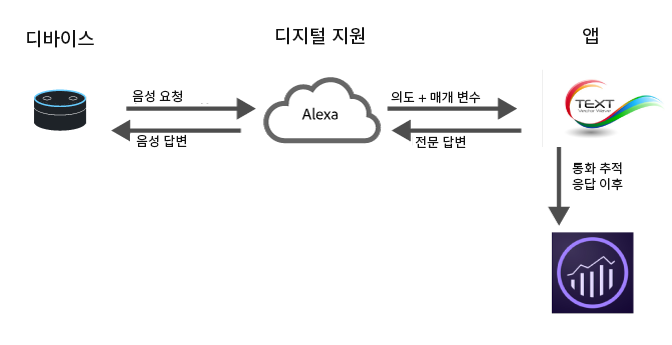 디바이스
디지털 지원
앱
음성 요청
Alexa
의도 + 매개 변수
TEXT
음성 답변
전문 답변
통화 추적
응답 이후